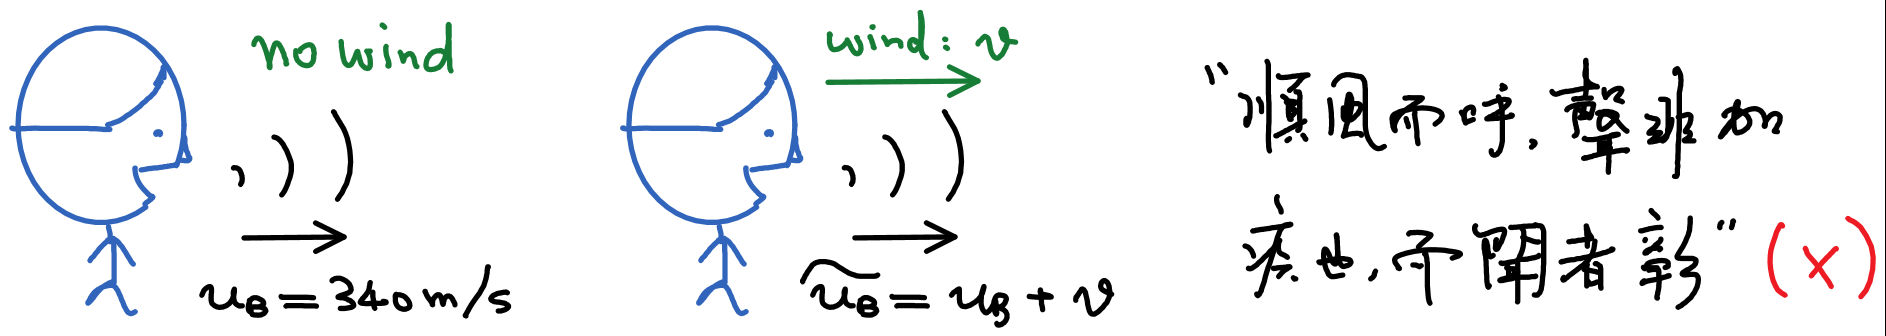 no wind
u_B = 340 m/s
wind: v
\widetilde{u_B} = u_B + v
“順風而呼, 聲非加
疾也, 而聞者彰” (×)